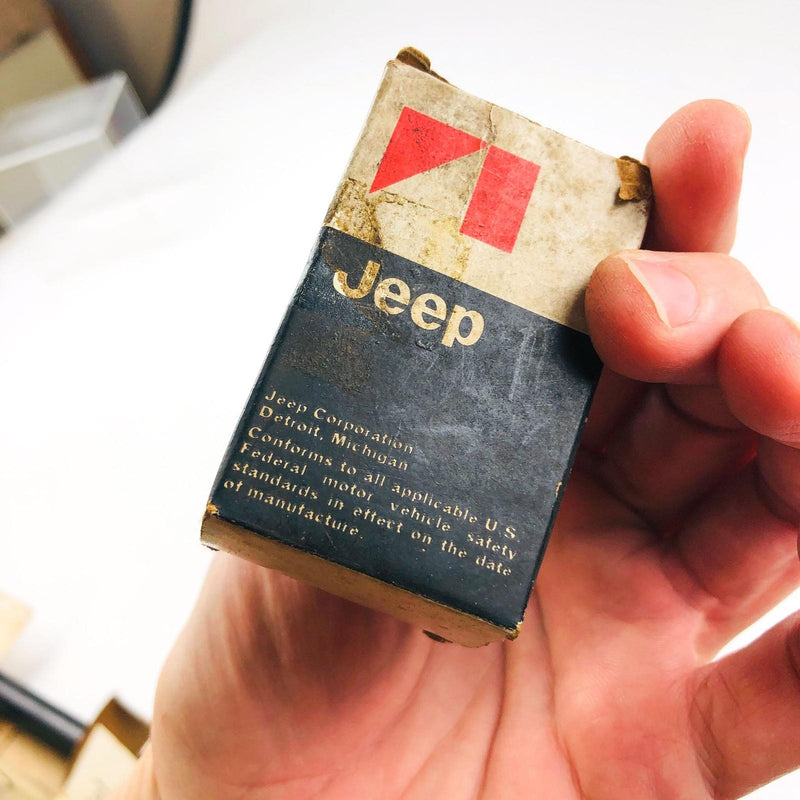 Jeep
Jeep Corporation
Detroit, Michigan
Conforms to all applicable U.S.
Federal motor vehicle safety
standards in effect on the date
of manufacture.